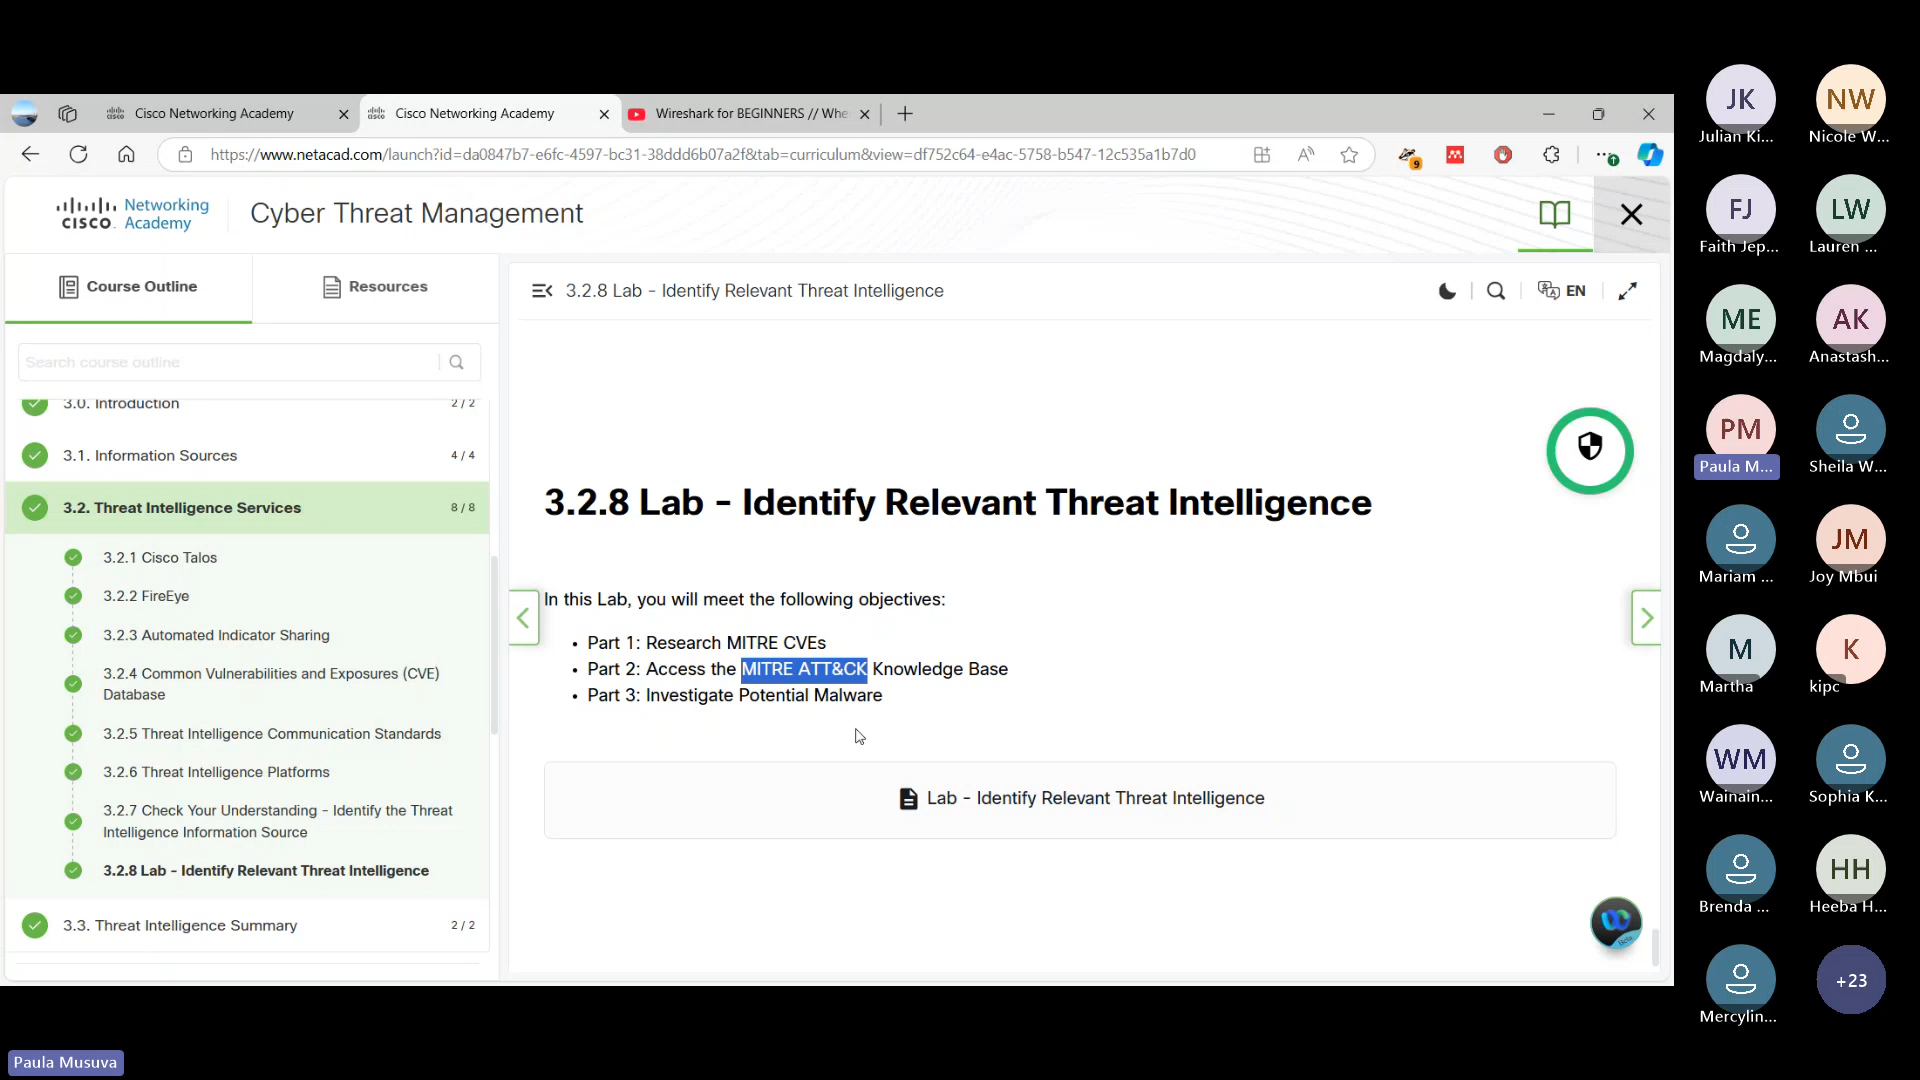 Cisco Networking Academy
Cisco Networking Academy
Wireshark for BEGINNERS // Whe
https://www.netacad.com/launch?id=da0847b7-e6fc-4597-bc31-38ddd6b07a2f&tab=curriculum&view=df752c64-e4ac-5758-b547-12c535a1b7d0
9
CISCO
Networking
Academy
Cyber Threat Management
Course Outline
Resources
Search course outline
3.0. Introduction 2 / 2
3.1. Information Sources 4 / 4
3.2. Threat Intelligence Services 8 / 8
3.2.1 Cisco Talos
3.2.2 FireEye
3.2.3 Automated Indicator Sharing
3.2.4 Common Vulnerabilities and Exposures (CVE)
Database
3.2.5 Threat Intelligence Communication Standards
3.2.6 Threat Intelligence Platforms
3.2.7 Check Your Understanding - Identify the Threat
Intelligence Information Source
3.2.8 Lab - Identify Relevant Threat Intelligence
3.3. Threat Intelligence Summary 2 / 2
3.2.8 Lab - Identify Relevant Threat Intelligence
EN
3.2.8 Lab - Identify Relevant Threat Intelligence
In this Lab, you will meet the following objectives:
• Part 1: Research MITRE CVEs
• Part 2: Access the MITRE ATT&CK Knowledge Base
• Part 3: Investigate Potential Malware
Lab - Identify Relevant Threat Intelligence
Beta
JK
Julian Ki...
NW
Nicole W...
FJ
Faith Jep...
LW
Lauren ...
ME
Magdaly...
AK
Anastash...
PM
Paula M...
Sheila W...
Mariam ...
JM
Joy Mbui
M
Martha
K
kipc
WM
Wainain...
Sophia K...
Brenda ...
HH
Heeba H...
Mercylin...
+23
Paula Musuva